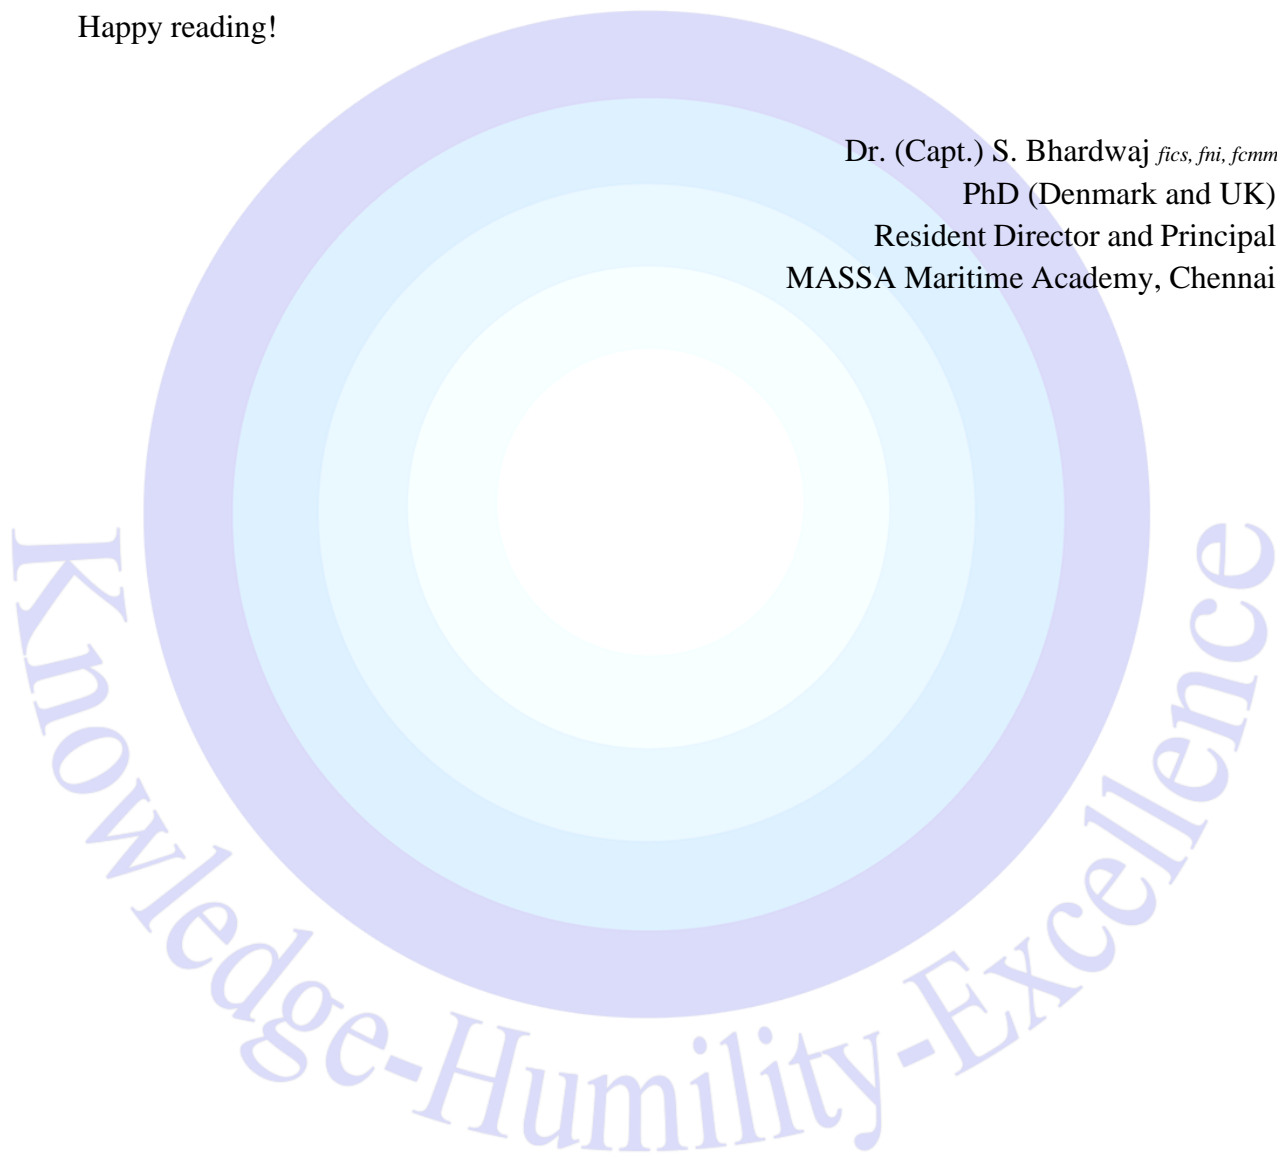 Happy reading!
Dr. (Capt.) S. Bhardwaj fics, fni, fcmm
PhD (Denmark and UK)
Resident Director and Principal
MASSA Maritime Academy, Chennai
Knowledge-Humility-Excellence